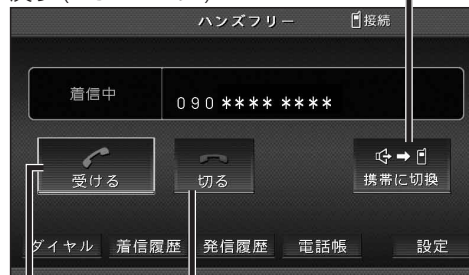 ハンズフリー 接続
着信中 090 **** ****
受ける 切る 携帯に切換
ダイヤル 着信履歴 発信履歴 電話帳 設定